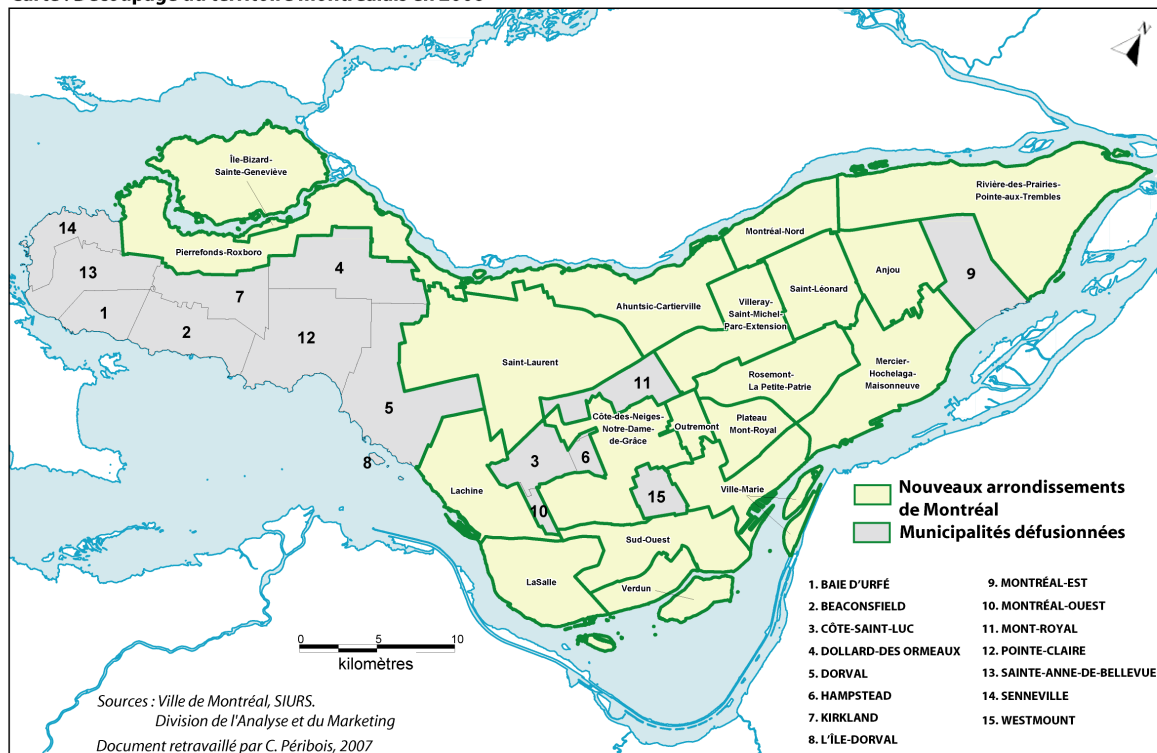 N
Île-Bizard-
Sainte-Geneviève
Rivière-des-Prairies-
Pointe-aux-Trembles
14
Montréal-Nord
Pierrefonds-Roxboro
4
13
Anjou
9
7
Saint-Léonard
Ahuntsic-Cartierville
Villeray-
Saint-Michel-
Parc-Extension
1
2
12
Saint-Laurent
Mercier-
Hochelaga-
Maisonneuve
11
Rosemont-
La Petite-Patrie
5
Côte-des-Neiges-
Notre-Dame-
de-Grâce
Outremont
Plateau
Mont-Royal
8
3
6
Lachine
Ville-Marie
15
10
Sud-Ouest
LaSalle
Verdun
Nouveaux arrondissements
de Montréal
Municipalités défusionnées
1. BAIE D'URFÉ
2. BEACONSFIELD
3. CÔTE-SAINT-LUC
4. DOLLARD-DES ORMEAUX
5. DORVAL
6. HAMPSTEAD
7. KIRKLAND
8. L'ÎLE-DORVAL
9. MONTRÉAL-EST
10. MONTRÉAL-OUEST
11. MONT-ROYAL
12. POINTE-CLAIRE
13. SAINTE-ANNE-DE-BELLEVUE
14. SENNEVILLE
15. WESTMOUNT
0 5 10
kilomètres
Sources : Ville de Montréal, SIURS.
Division de l'Analyse et du Marketing
Document retravaillé par C. Péribois, 2007